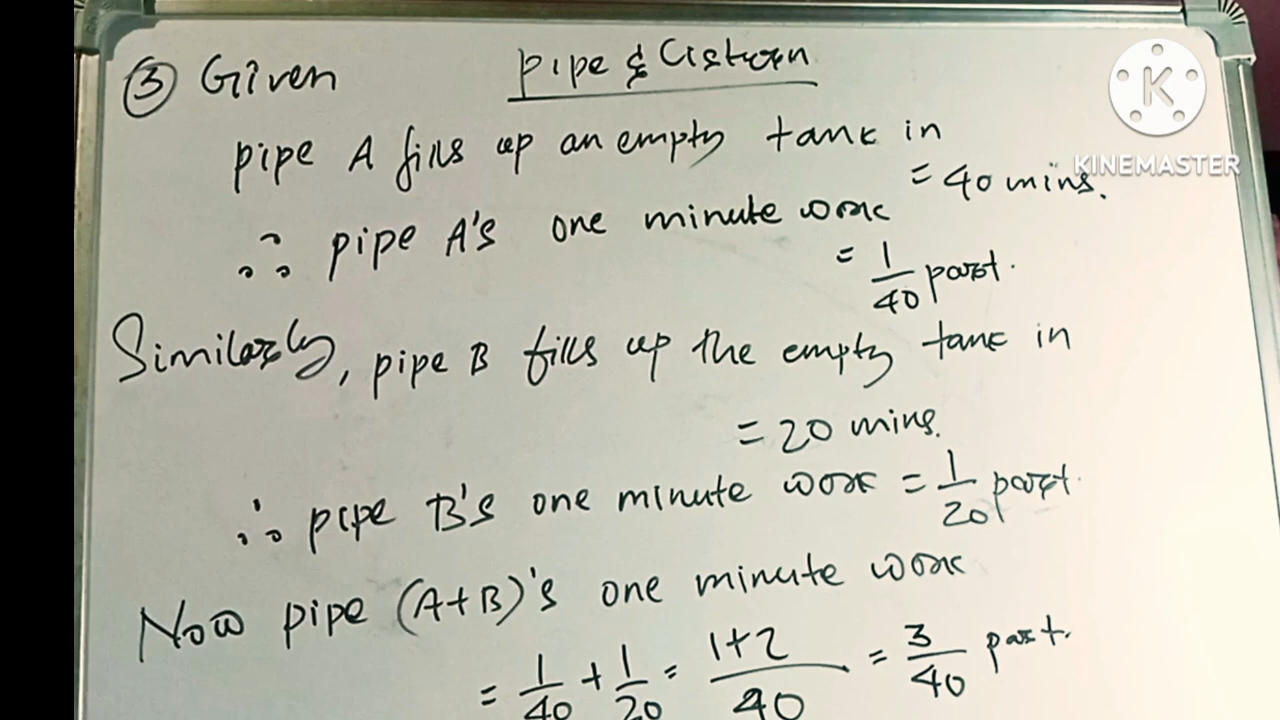 ③ Given pipe & Cistern
K
KINEMASTER
pipe A fills up an empty tank in
= 40 mins.
∴ pipe A's one minute work
= 1/40 part.
Similarly, pipe B fills up the empty tank in
= 20 mins.
∴ pipe B's one minute work = 1/20 part.
Now pipe (A+B)'s one minute work
= 1/40 + 1/20 = 1+2/40 = 3/40 part.